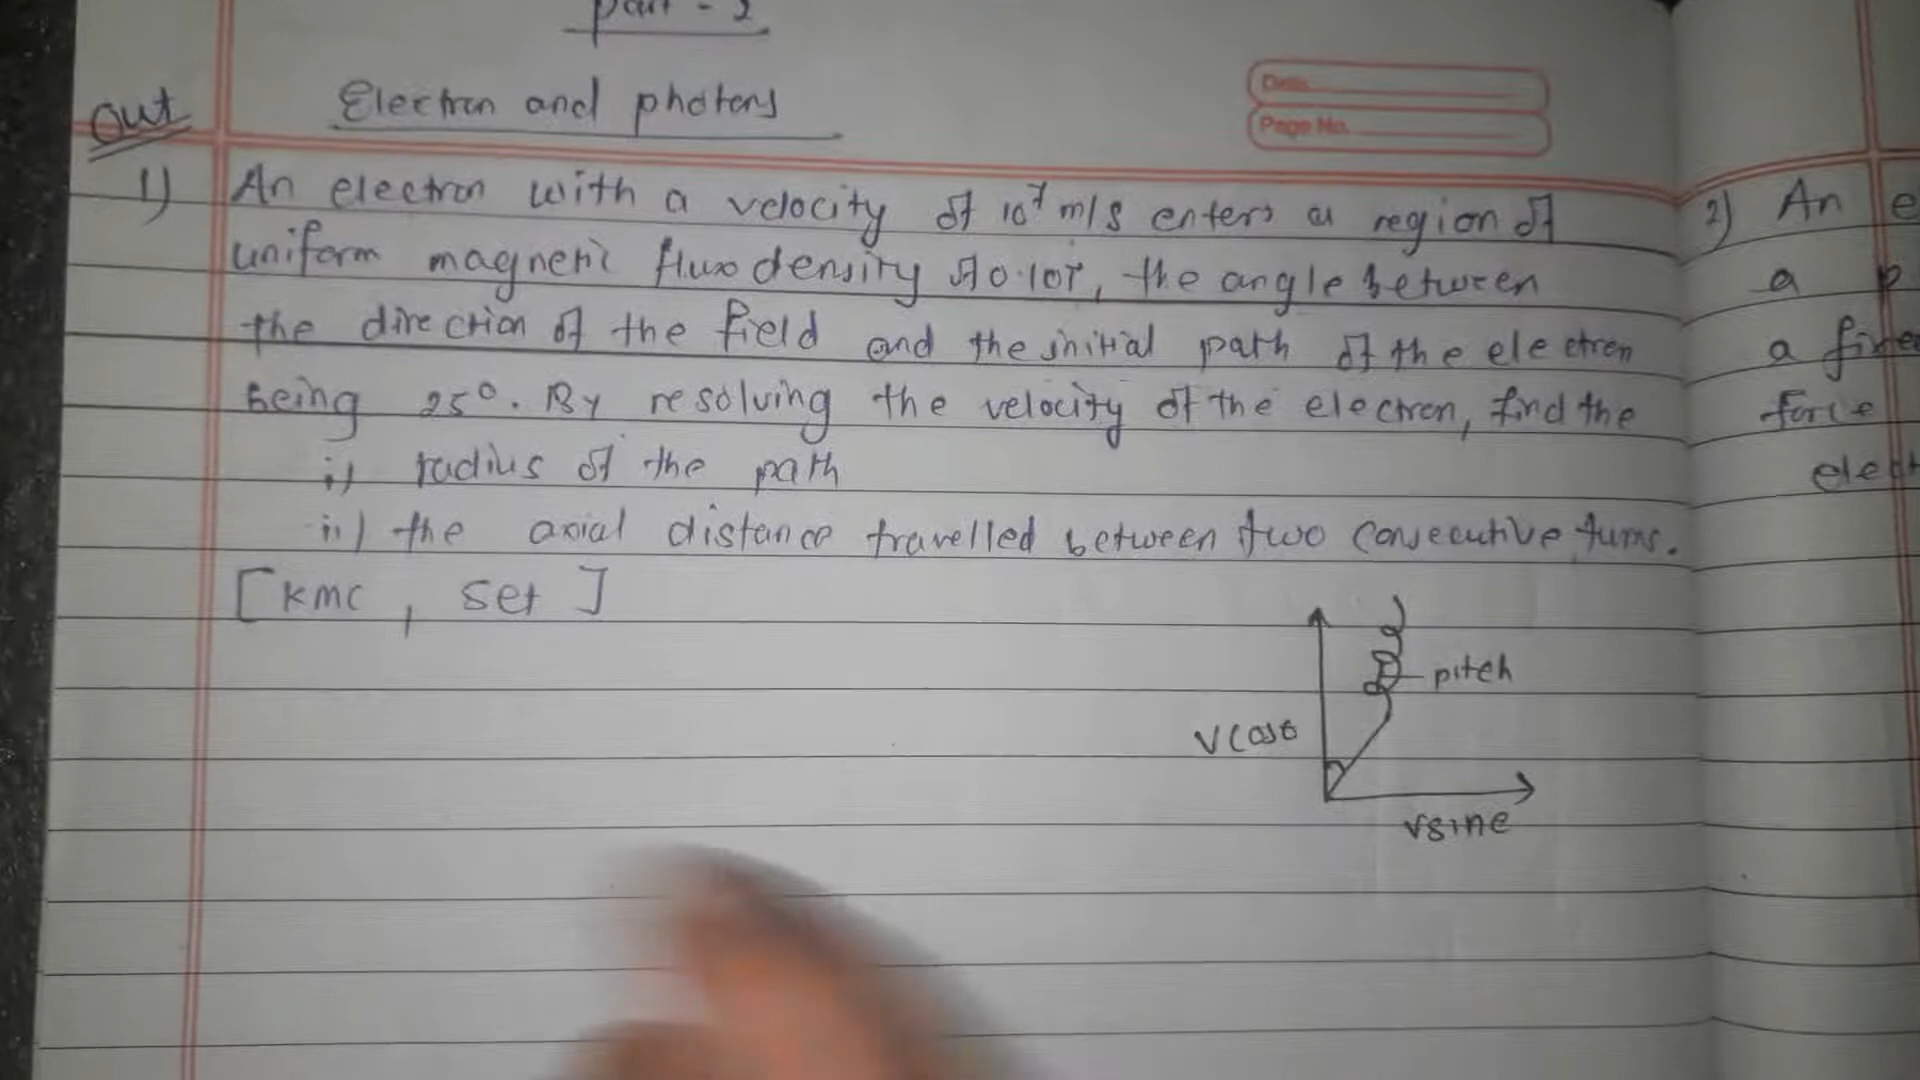 part - 2
Out
Electron and photons
Date
Page No.
1) An electron with a velocity of 10⁷ m/s enters a region of
uniform magnetic flux density of 0.10T, the angle between
the direction of the field and the initial path of the electron
being 25°. By resolving the velocity of the electron, find the
i) radius of the path
ii) the axial distance travelled between two consecutive turns.
[KMC, Set]
pitch
vcosθ
vsinθ
2) An e
a p
a
force
elect